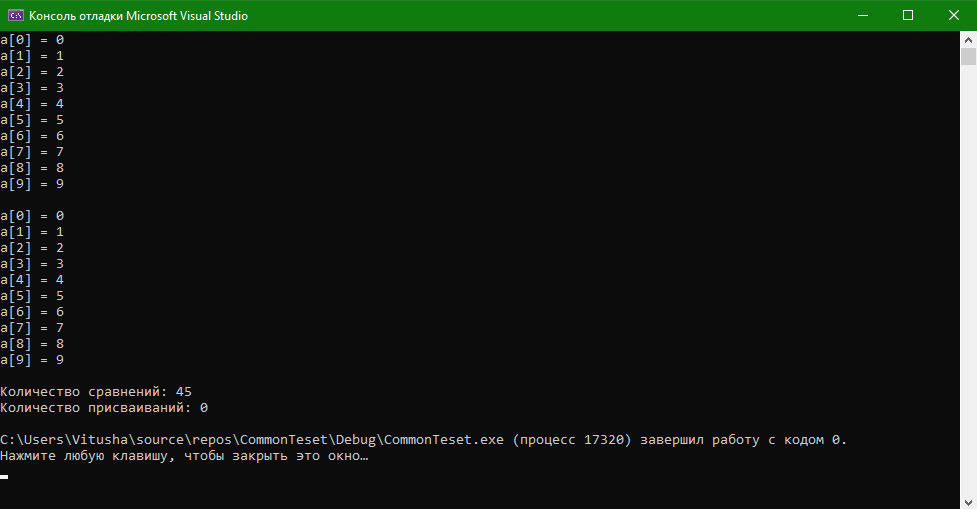 Консоль отладки Microsoft Visual Studio
a[0] = 0
a[1] = 1
a[2] = 2
a[3] = 3
a[4] = 4
a[5] = 5
a[6] = 6
a[7] = 7
a[8] = 8
a[9] = 9
a[0] = 0
a[1] = 1
a[2] = 2
a[3] = 3
a[4] = 4
a[5] = 5
a[6] = 6
a[7] = 7
a[8] = 8
a[9] = 9
Количество сравнений: 45
Количество присваиваний: 0
C:\Users\Vitusha\source\repos\CommonTeset\Debug\CommonTeset.exe (процесс 17320) завершил работу с кодом 0.
Нажмите любую клавишу, чтобы закрыть это окно…